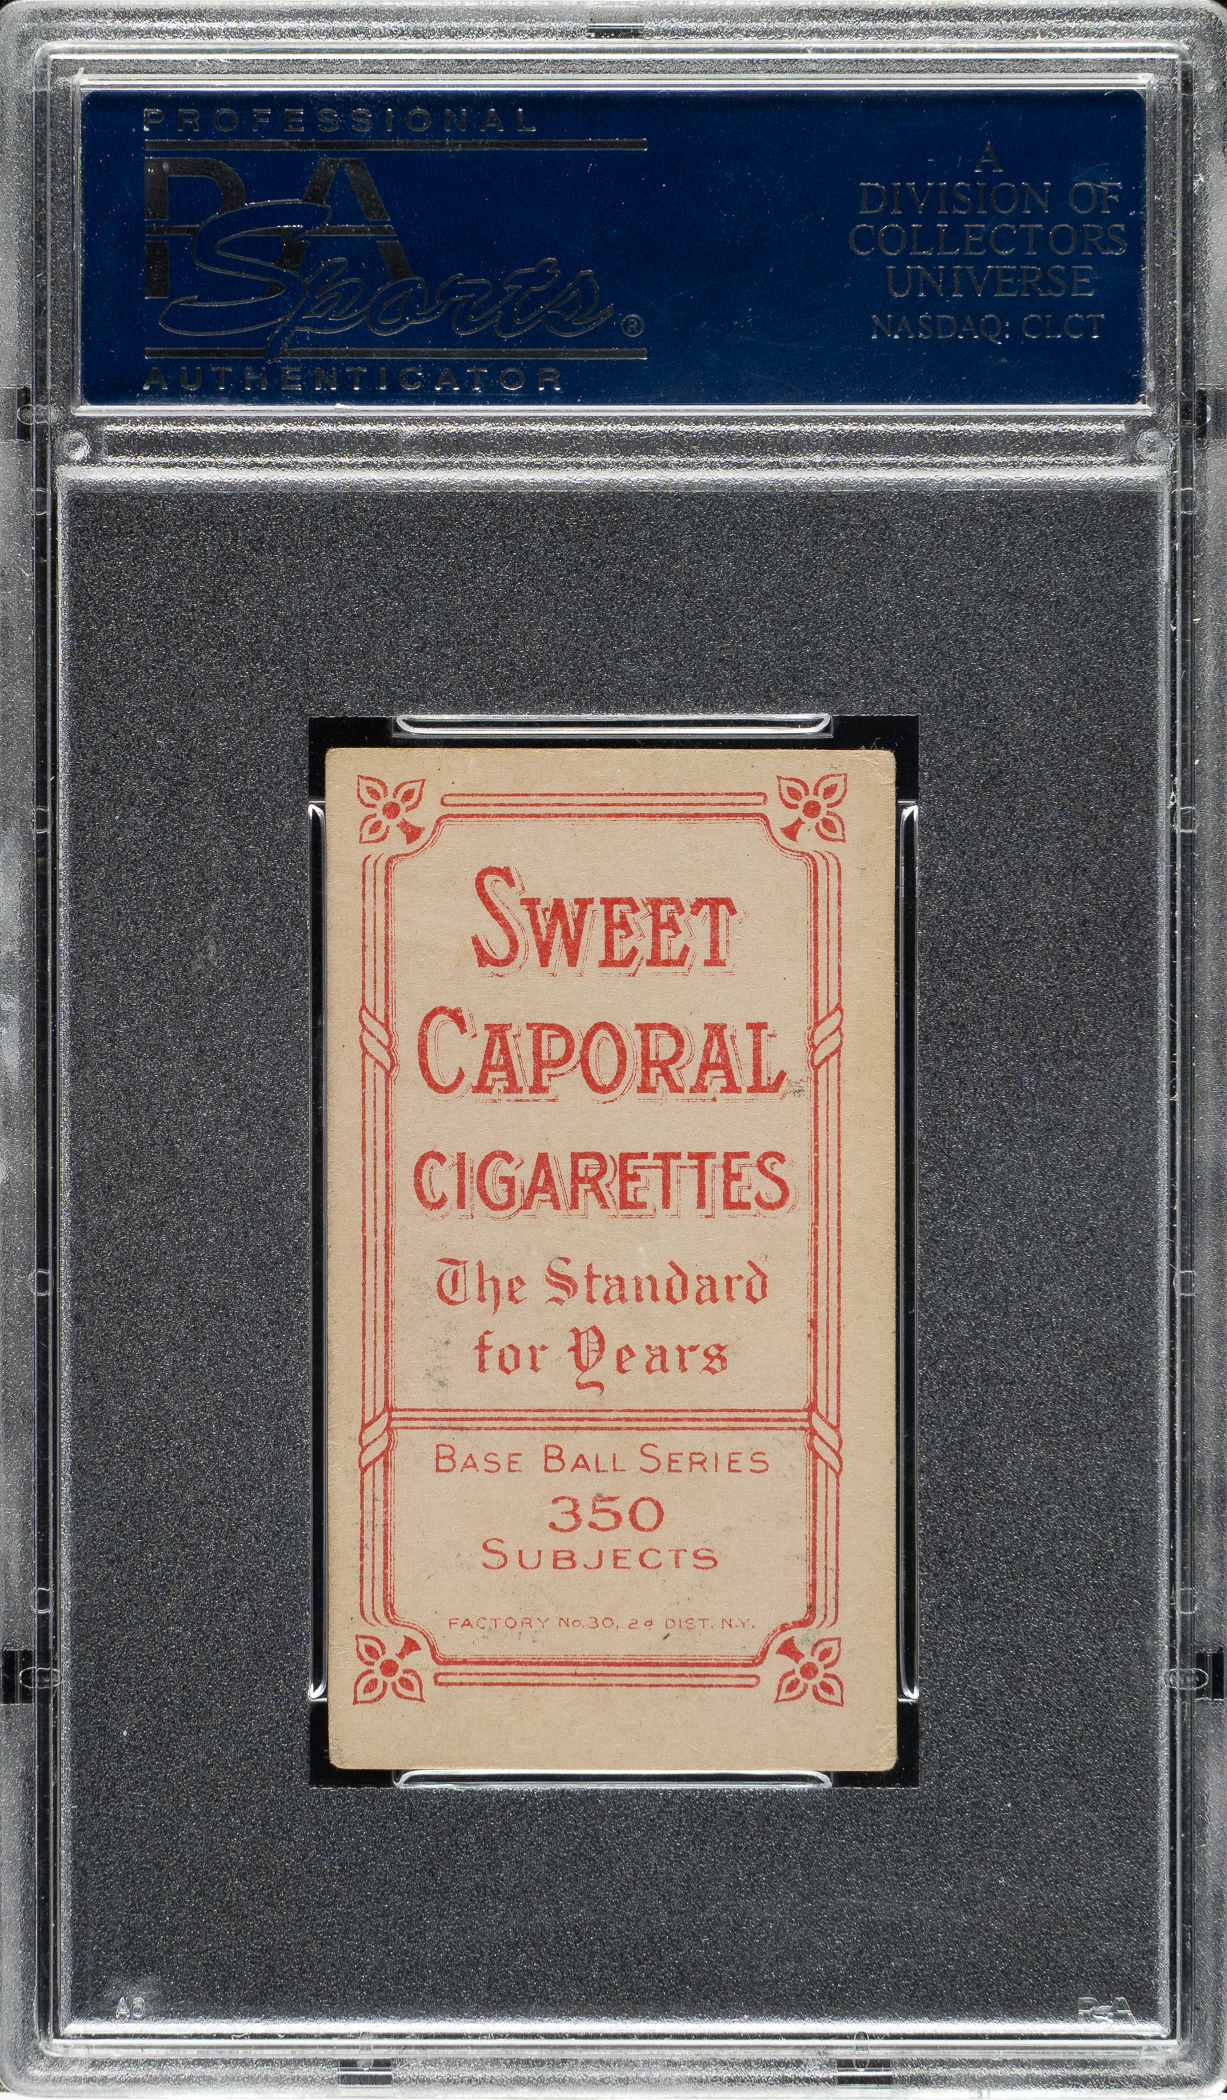 PROFESSIONAL
PSA
Sports®
AUTHENTICATOR
A
DIVISION OF
COLLECTORS
UNIVERSE
NASDAQ: CLCT
SWEET
CAPORAL
CIGARETTES
The Standard
for Years
BASE BALL SERIES
350
SUBJECTS
FACTORY No. 30, 2d DIST. N.Y.
PSA